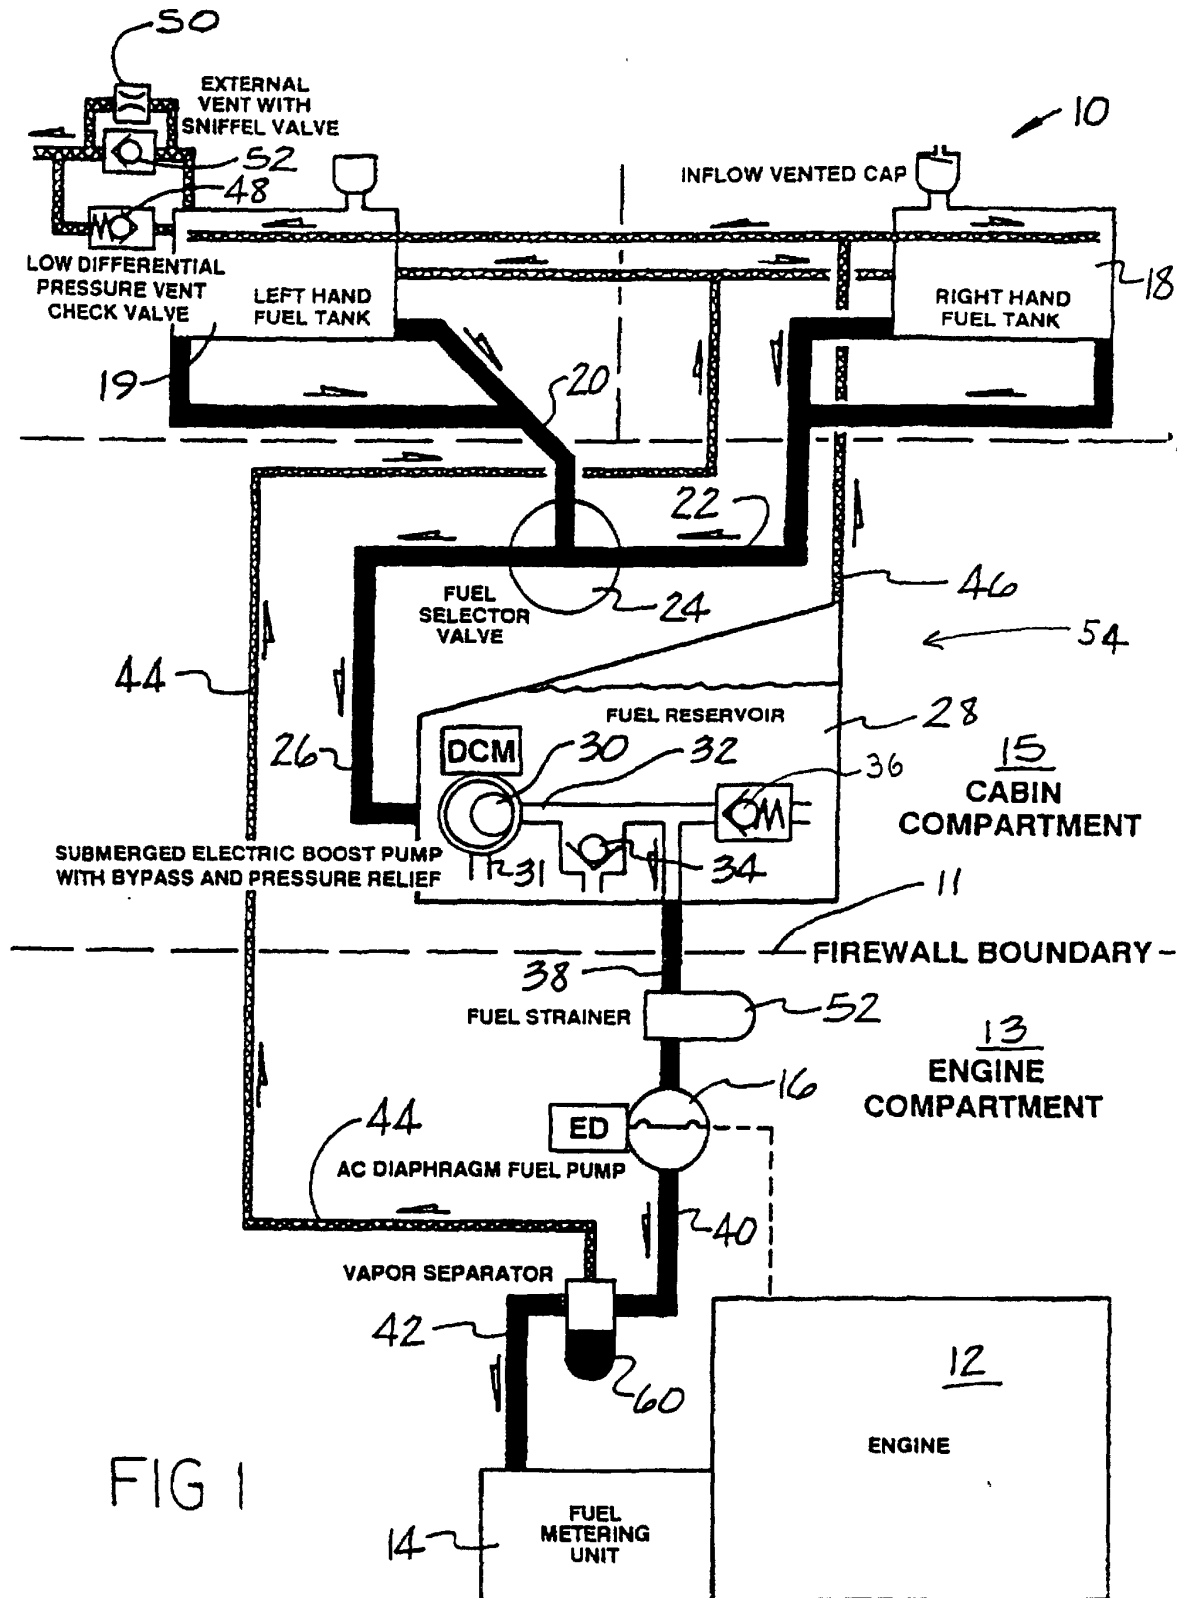 50
EXTERNAL
VENT WITH
SNIFFEL VALVE
10
52
INFLOW VENTED CAP
48
LOW DIFFERENTIAL
PRESSURE VENT
CHECK VALVE
LEFT HAND
FUEL TANK
RIGHT HAND
FUEL TANK
18
19
20
22
FUEL
SELECTOR
VALVE
24
46
54
44
FUEL RESERVOIR
28
26
DCM
30
32
36
15
CABIN
COMPARTMENT
SUBMERGED ELECTRIC BOOST PUMP
WITH BYPASS AND PRESSURE RELIEF
31
34
11
FIREWALL BOUNDARY
38
FUEL STRAINER
52
13
ENGINE
COMPARTMENT
16
ED
44
AC DIAPHRAGM FUEL PUMP
40
VAPOR SEPARATOR
42
60
12
ENGINE
FIG 1
FUEL
METERING
UNIT
14